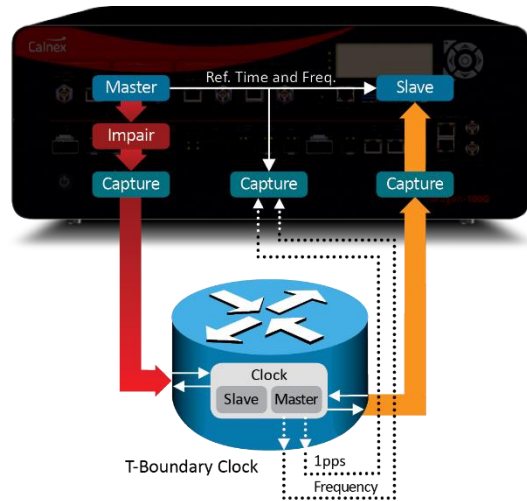 Calnex
Ref. Time and Freq.
Master
Slave
Impair
Capture
Capture
Capture
Clock
Slave
Master
T-Boundary Clock
1pps
Frequency